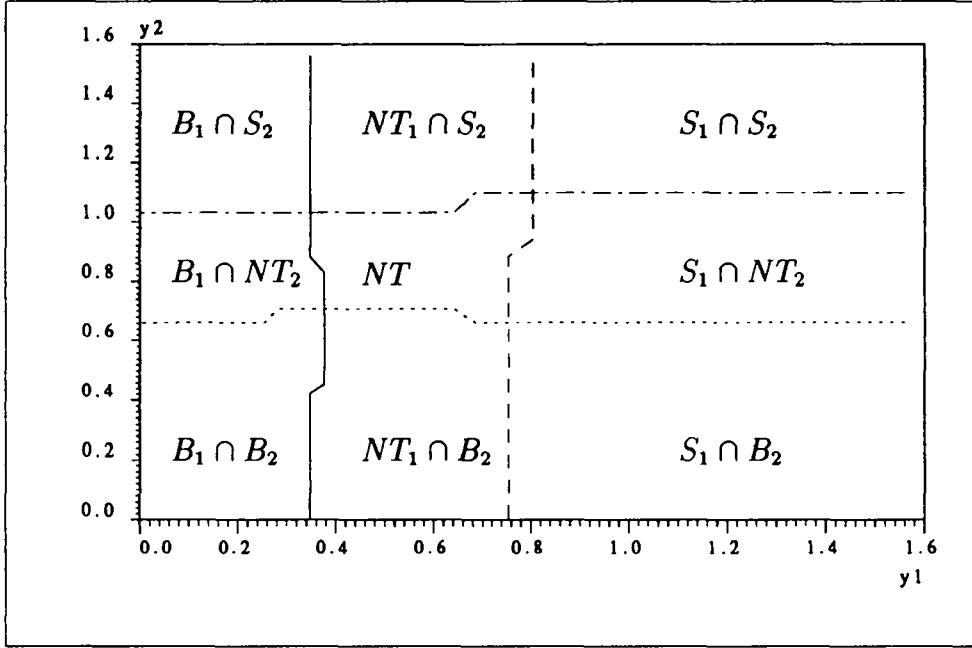 y2
1.6
1.4
B₁ ∩ S₂ NT₁ ∩ S₂ S₁ ∩ S₂
1.2
1.0
0.8
B₁ ∩ NT₂ NT S₁ ∩ NT₂
0.6
0.4
B₁ ∩ B₂ NT₁ ∩ B₂ S₁ ∩ B₂
0.2
0.0
0.0 0.2 0.4 0.6 0.8 1.0 1.2 1.4 1.6
y1